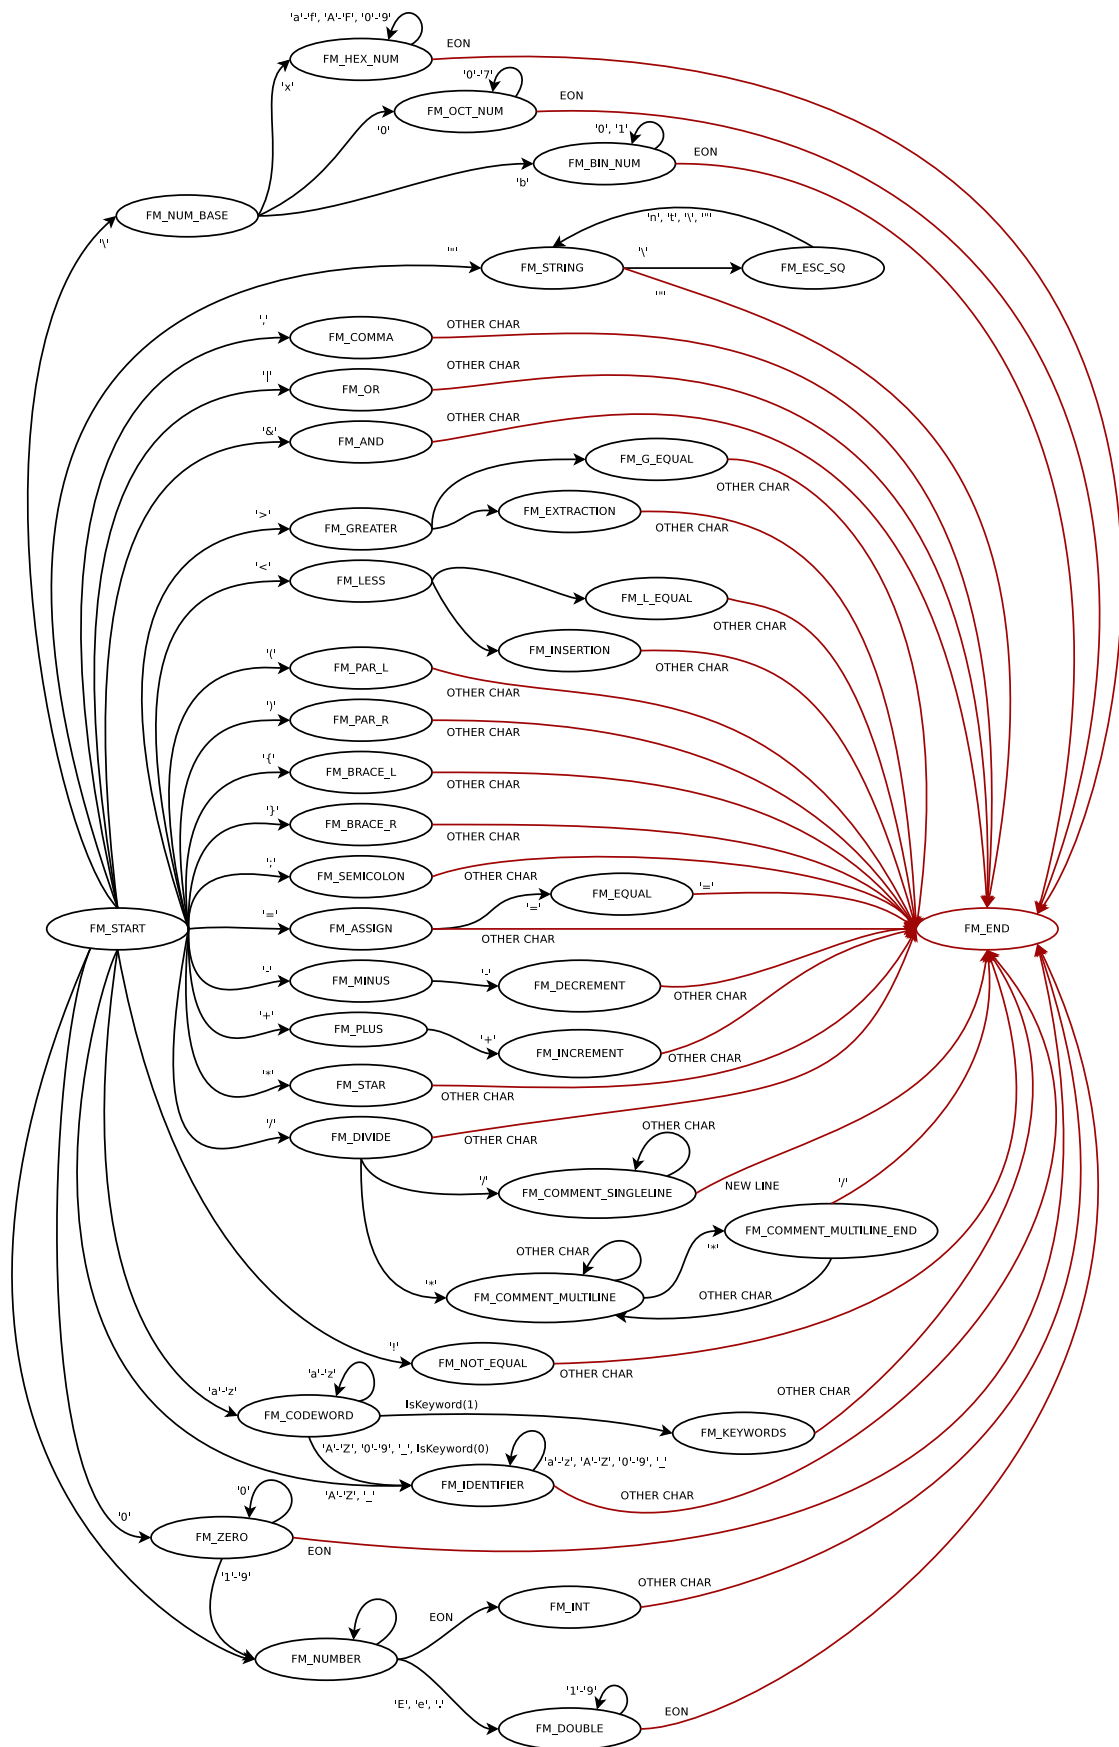 'a'-'f', 'A'-'F', '0'-'9'
EON
FM_HEX_NUM
'x'
'0'-'7'
EON
FM_OCT_NUM
'0'
'0', '1'
EON
FM_BIN_NUM
'b'
FM_NUM_BASE
'\'
'n', 't', '\', '"'
'"'
FM_STRING
'\'
FM_ESC_SQ
'"'
','
FM_COMMA
OTHER CHAR
'|'
FM_OR
OTHER CHAR
'&'
FM_AND
OTHER CHAR
FM_G_EQUAL
OTHER CHAR
'>'
FM_GREATER
FM_EXTRACTION
OTHER CHAR
'<'
FM_LESS
FM_L_EQUAL
OTHER CHAR
FM_INSERTION
OTHER CHAR
'('
FM_PAR_L
OTHER CHAR
')'
FM_PAR_R
OTHER CHAR
'{'
FM_BRACE_L
OTHER CHAR
'}'
FM_BRACE_R
OTHER CHAR
';'
FM_SEMICOLON
OTHER CHAR
FM_EQUAL
'='
FM_START
'='
FM_ASSIGN
'='
OTHER CHAR
FM_END
'-'
FM_MINUS
'-'
FM_DECREMENT
OTHER CHAR
'+'
FM_PLUS
'+'
FM_INCREMENT
OTHER CHAR
'*'
FM_STAR
OTHER CHAR
'/'
FM_DIVIDE
OTHER CHAR
OTHER CHAR
'/'
FM_COMMENT_SINGLELINE
NEW LINE
'/'
FM_COMMENT_MULTILINE_END
OTHER CHAR
'*'
'*'
FM_COMMENT_MULTILINE
OTHER CHAR
'!'
FM_NOT_EQUAL
OTHER CHAR
'a'-'z'
'a'-'z'
FM_CODEWORD
IsKeyword(1)
OTHER CHAR
FM_KEYWORDS
'A'-'Z', '0'-'9', '_', IsKeyword(0)
'a'-'z', 'A'-'Z', '0'-'9', '_'
FM_IDENTIFIER
'A'-'Z', '_'
OTHER CHAR
'0'
'0'
FM_ZERO
EON
'1'-'9'
OTHER CHAR
FM_INT
EON
FM_NUMBER
'E', 'e', '.'
'1'-'9'
FM_DOUBLE
EON